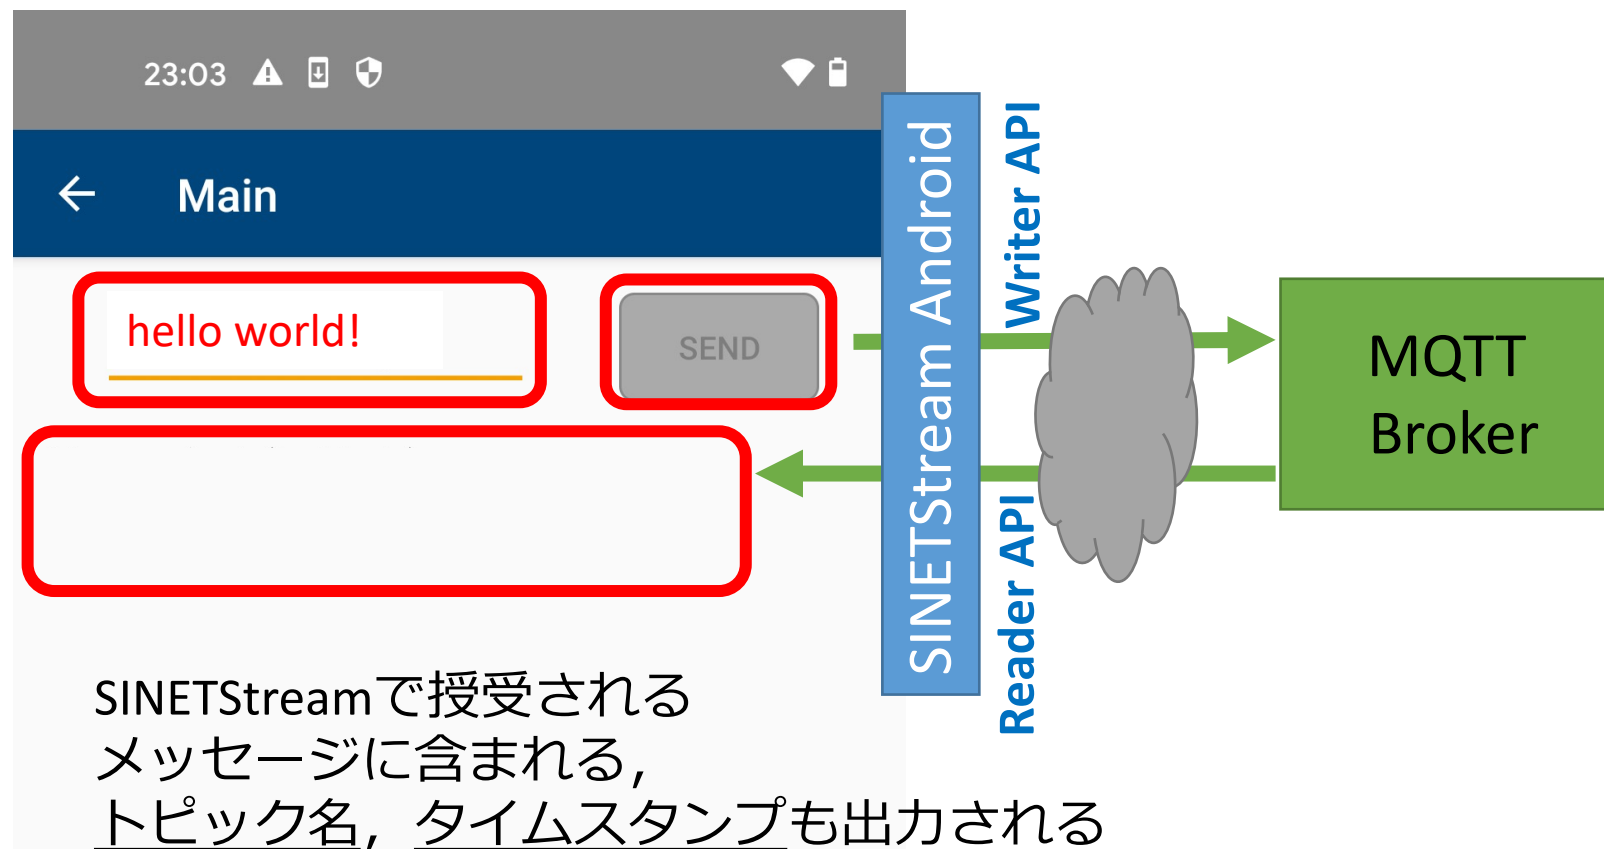 23:03
Main
hello world!
SEND
SINETStream Android
Writer API
Reader API
MQTT
Broker
SINETStreamで授受される
メッセージに含まれる，
トピック名，タイムスタンプも出力される